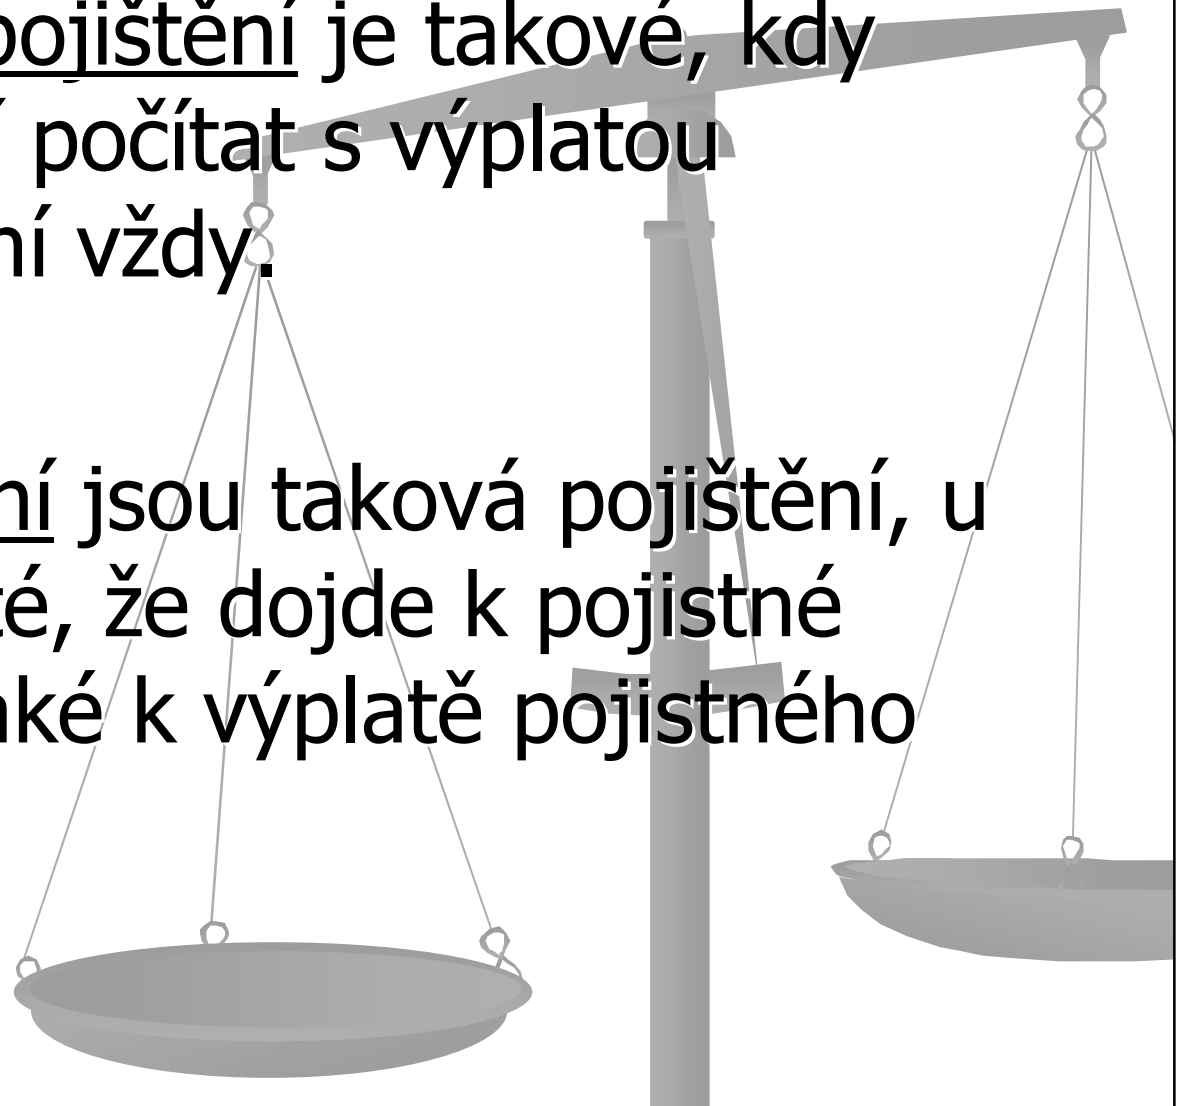 pojištění je takové, kdy
í počítat s výplatou
ní vždy.
ní jsou taková pojištění, u
té, že dojde k pojistné
aké k výplatě pojistného